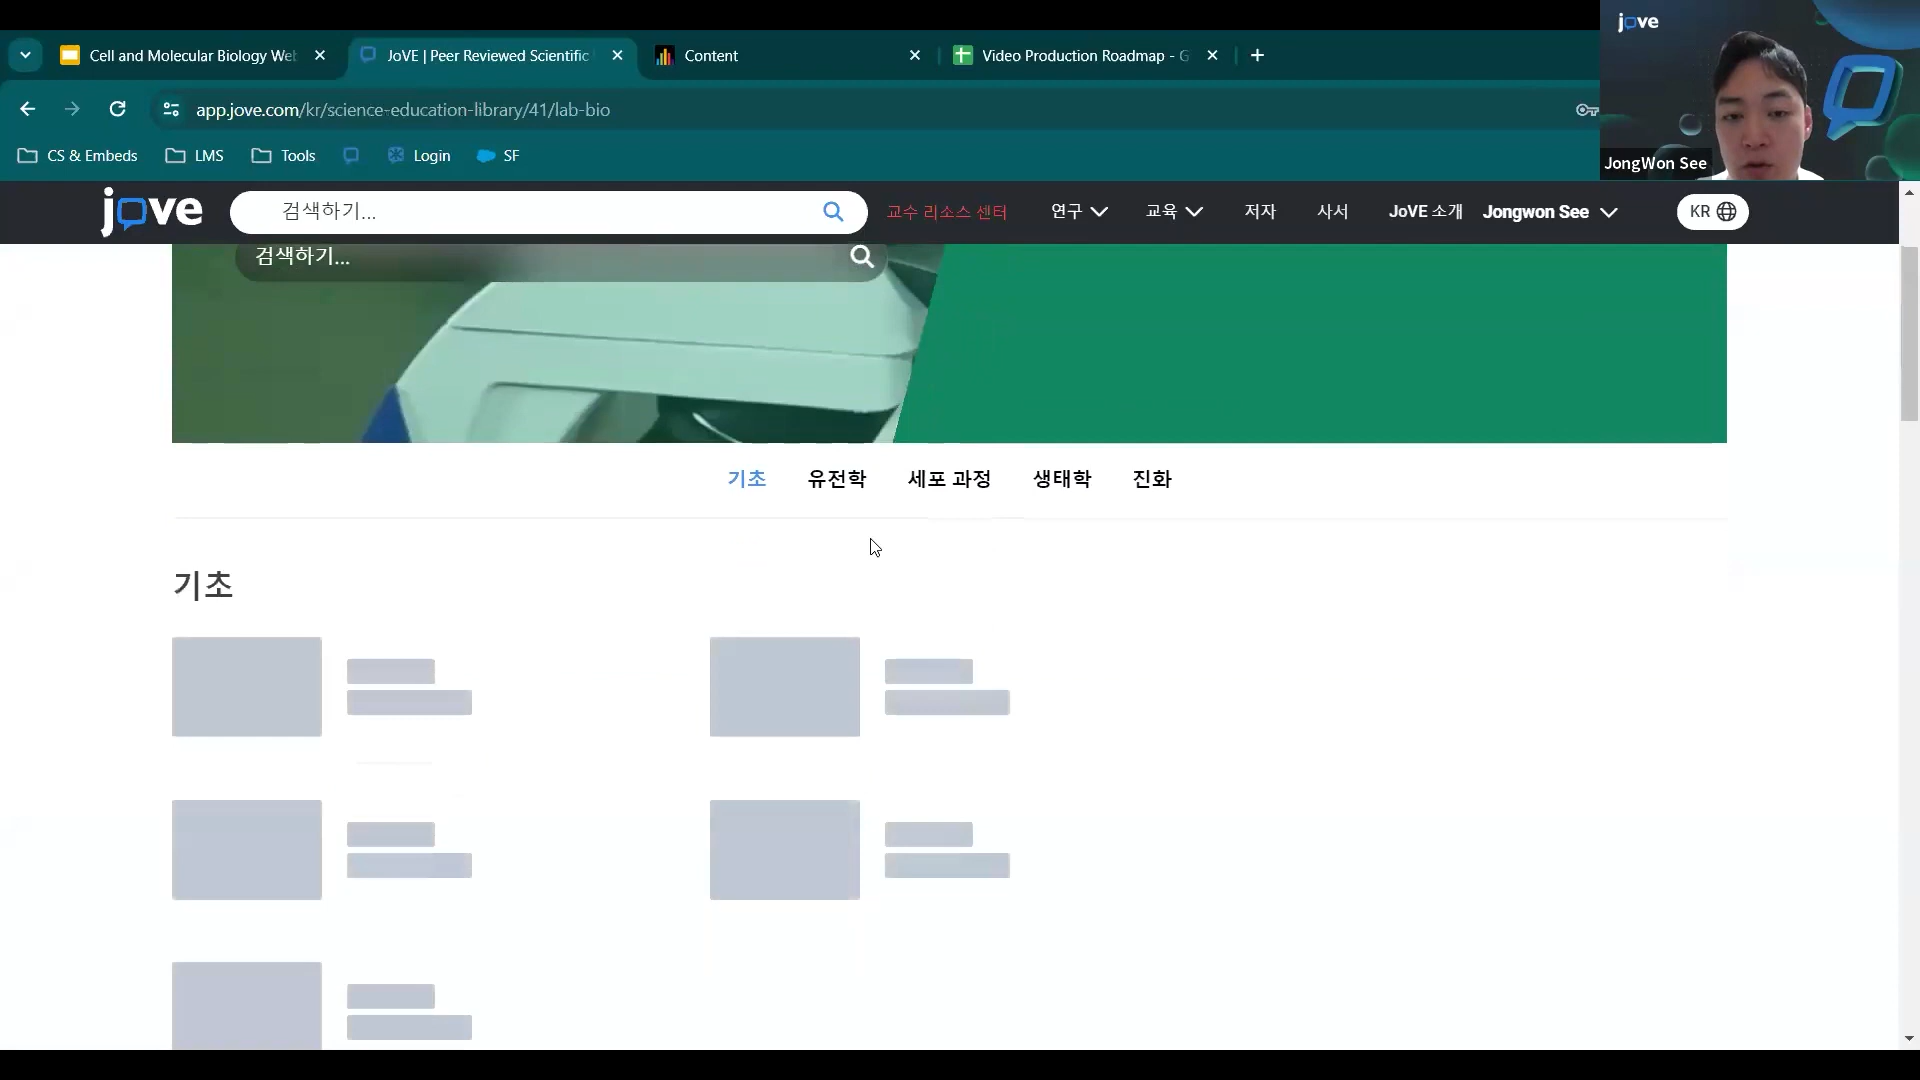 jove
Cell and Molecular Biology Web
JoVE | Peer Reviewed Scientific
Content
Video Production Roadmap - G
app.jove.com/kr/science-education-library/41/lab-bio
JongWon See
CS & Embeds
LMS
Tools
Login
SF
jove
검색하기...
교수 리소스 센터
연구
교육
저자
사서
JoVE 소개
Jongwon See
KR
검색하기...
기초
유전학
세포 과정
생태학
진화
기초